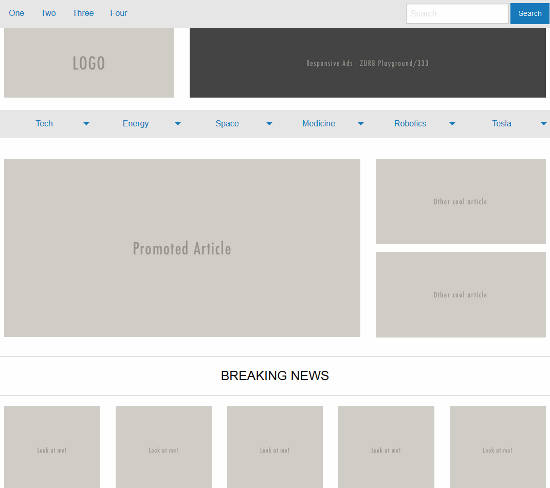 One Two Three Four Search Search
LOGO
Responsive Ads - ZURB Playground/333
Tech Energy Space Medicine Robotics Tesla
Promoted Article
Other cool article
Other cool article
BREAKING NEWS
Look at me! Look at me! Look at me! Look at me! Look at me!